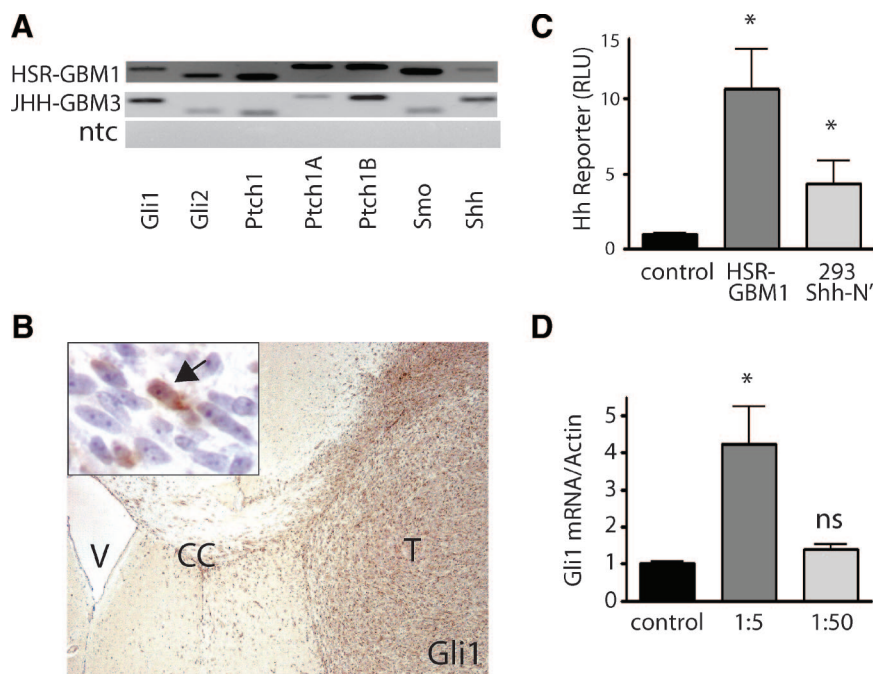 A
HSR-GBM1
JHH-GBM3
ntc
Gli1
Gli2
Ptch1
Ptch1A
Ptch1B
Smo
Shh
B
V
CC
T
Gli1
C
Hh Reporter (RLU)
15
10
5
0
*
*
control
HSR-
GBM1
293
Shh-N'
D
Gli1 mRNA/Actin
5
4
3
2
1
0
*
ns
control
1:5
1:50